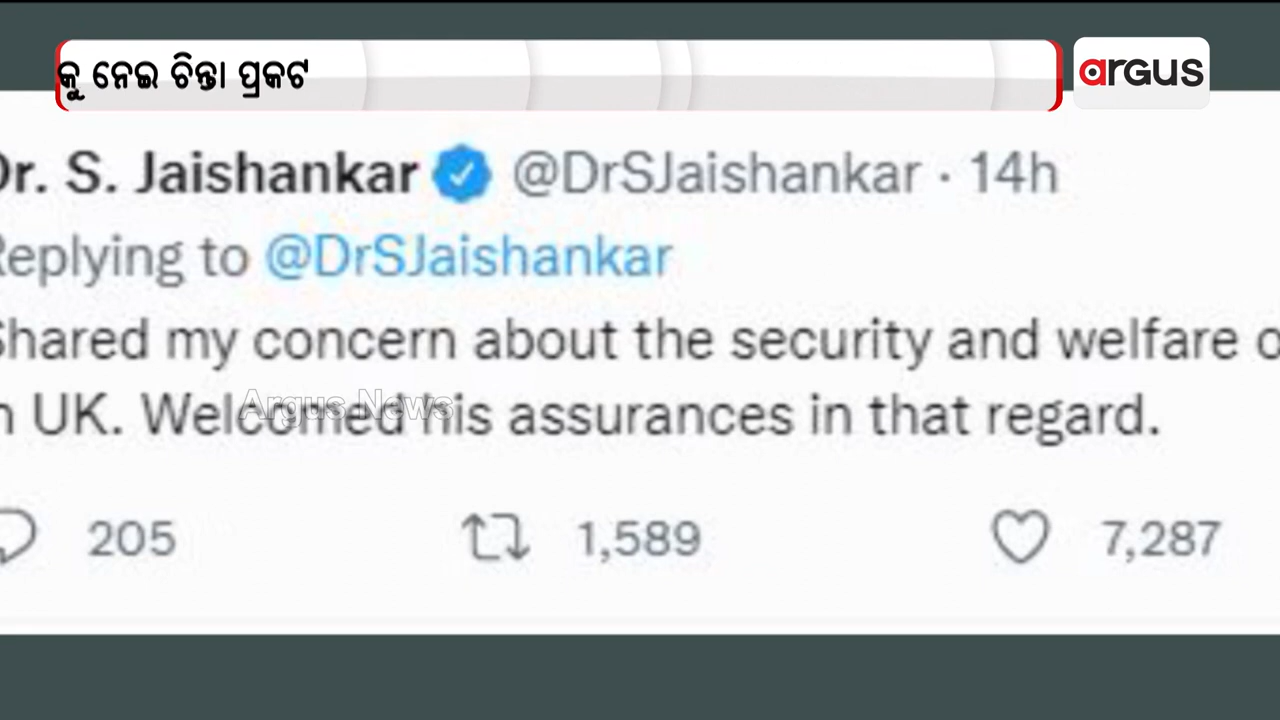 କୁ ନେଇ ଚିନ୍ତା ପ୍ରକଟ
argus
Dr. S. Jaishankar @DrSJaishankar · 14h
Replying to @DrSJaishankar
Shared my concern about the security and welfare
UK. Welcomed his assurances in that regard.
Argus News
205 1,589 7,287